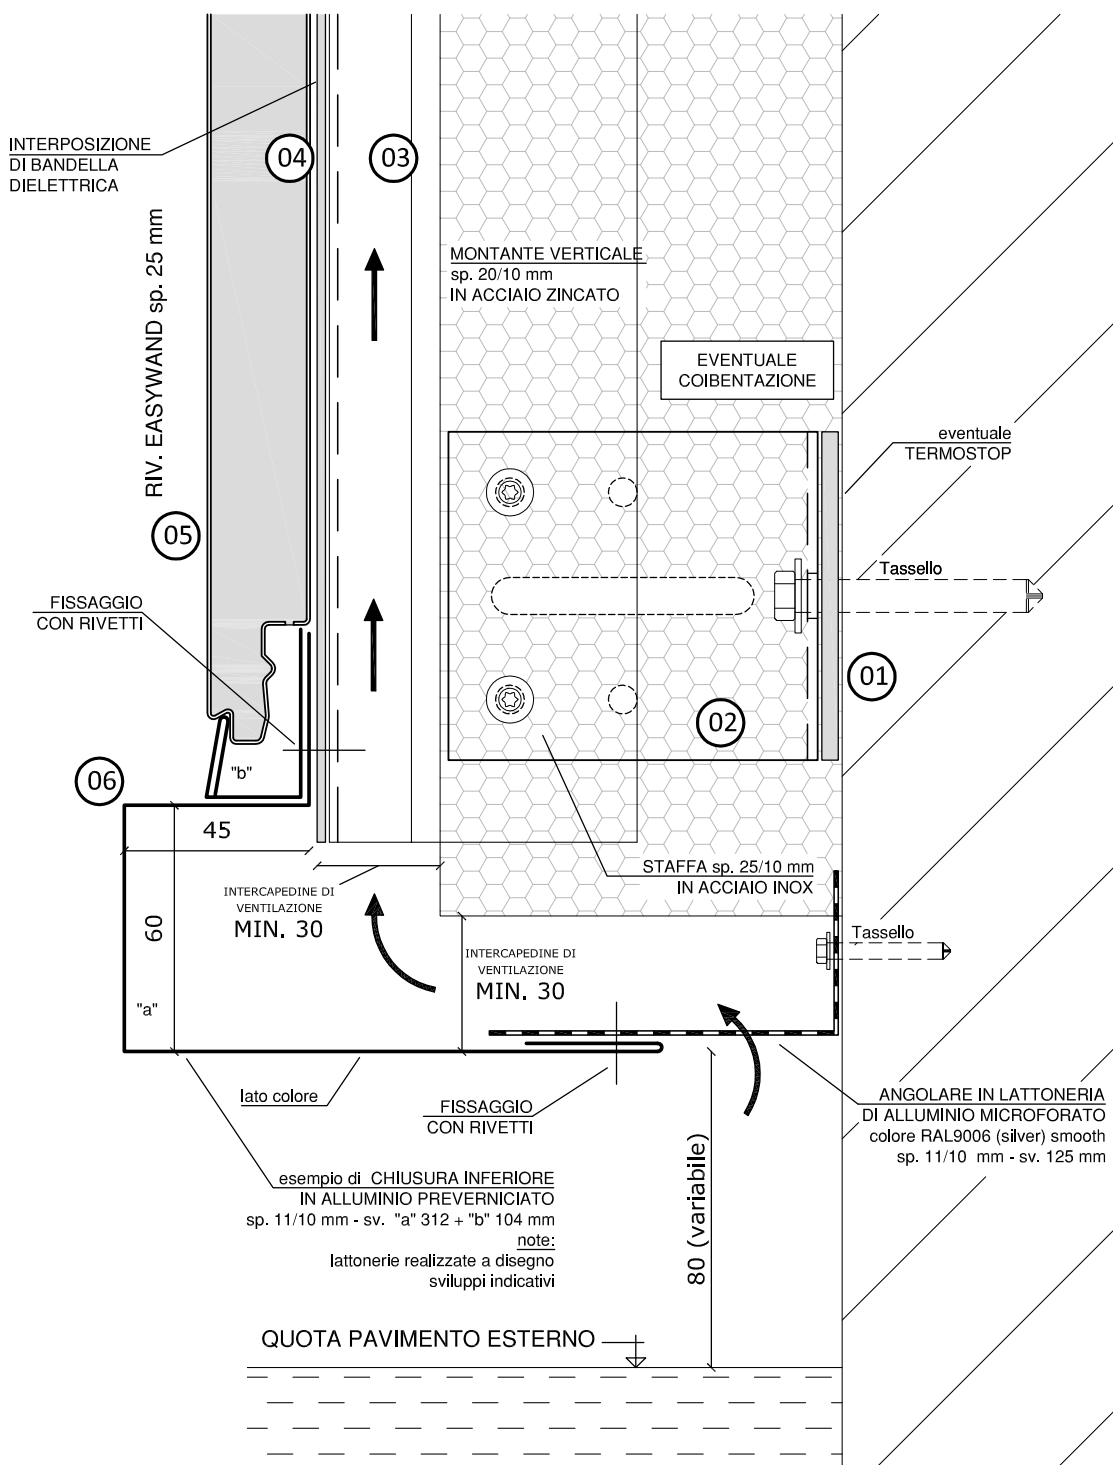 INTERPOSIZIONE
DI BANDELLA
DIELETTRICA
04
03
RIV. EASYWAND sp. 25 mm
MONTANTE VERTICALE
sp. 20/10 mm
IN ACCIAIO ZINCATO
EVENTUALE
COIBENTAZIONE
eventuale
TERMOSTOP
05
Tassello
FISSAGGIO
CON RIVETTI
01
02
06
"b"
45
60
"a"
INTERCAPEDINE DI
VENTILAZIONE
MIN. 30
STAFFA sp. 25/10 mm
IN ACCIAIO INOX
INTERCAPEDINE DI
VENTILAZIONE
MIN. 30
Tassello
lato colore
FISSAGGIO
CON RIVETTI
ANGOLARE IN LATTONERIA
DI ALLUMINIO MICROFORATO
colore RAL9006 (silver) smooth
sp. 11/10 mm - sv. 125 mm
esempio di CHIUSURA INFERIORE
IN ALLUMINIO PREVERNICIATO
sp. 11/10 mm - sv. "a" 312 + "b" 104 mm
note:
lattonerie realizzate a disegno
sviluppi indicativi
80 (variabile)
QUOTA PAVIMENTO ESTERNO